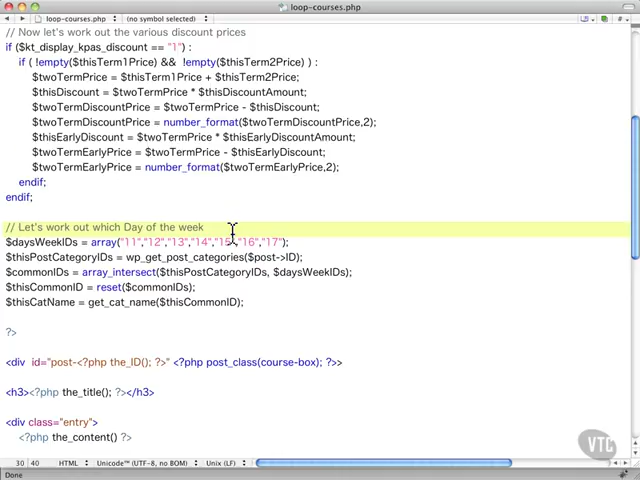 loop-courses.php
loop-courses.php (no symbol selected)
// Now let's work out the various discount prices
if ($kt_display_kpas_discount == "1") :
if ( !empty($thisTerm1Price) && !empty($thisTerm2Price) ) :
$twoTermPrice = $thisTerm1Price + $thisTerm2Price;
$thisDiscount = $twoTermPrice * $thisDiscountAmount;
$twoTermDiscountPrice = $twoTermPrice - $thisDiscount;
$twoTermDiscountPrice = number_format($twoTermDiscountPrice,2);
$thisEarlyDiscount = $twoTermPrice * $thisEarlyDiscountAmount;
$twoTermEarlyPrice = $twoTermPrice - $thisEarlyDiscount;
$twoTermEarlyPrice = number_format($twoTermEarlyPrice,2);
endif;
endif;
// Let's work out which Day of the week
$daysWeekIDs = array("11","12","13","14","15","16","17");
$thisPostCategoryIDs = wp_get_post_categories($post->ID);
$commonIDs = array_intersect($thisPostCategoryIDs, $daysWeekIDs);
$thisCommonID = reset($commonIDs);
$thisCatName = get_cat_name($thisCommonID);
?>
<div id="post-<?php the_ID(); ?>" <?php post_class(course-box); ?>>
<h3><?php the_title(); ?></h3>
<div class="entry">
<?php the_content() ?>
VTC
30 40 HTML Unicode™ (UTF-8, no BOM) Unix (LF)
Done